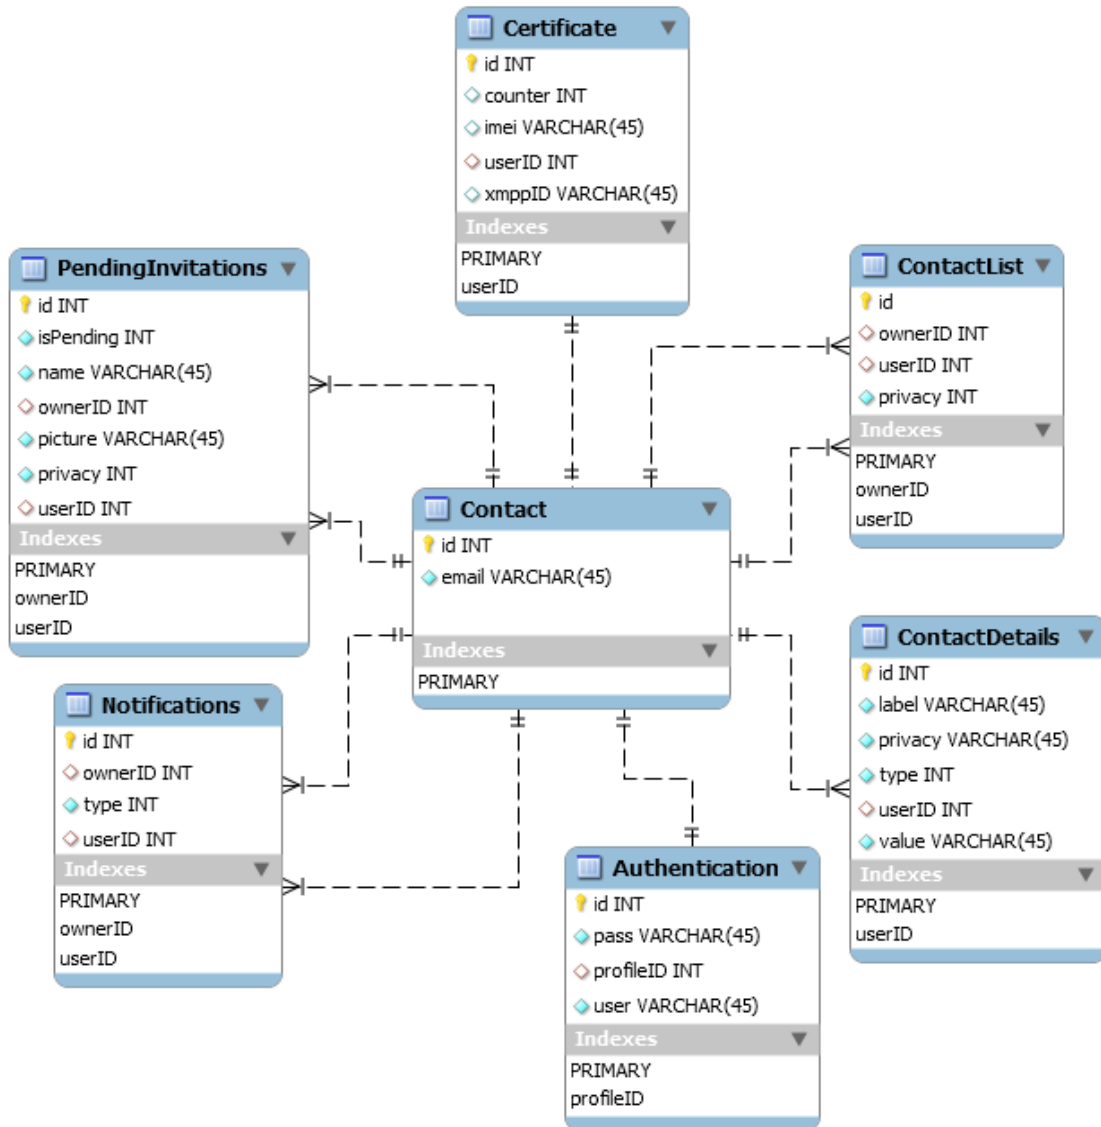 Certificate
id INT
counter INT
imei VARCHAR(45)
userID INT
xmppID VARCHAR(45)
Indexes
PRIMARY
userID
PendingInvitations
id INT
isPending INT
name VARCHAR(45)
ownerID INT
picture VARCHAR(45)
privacy INT
userID INT
Indexes
PRIMARY
ownerID
userID
ContactList
id
ownerID INT
userID INT
privacy INT
Indexes
PRIMARY
ownerID
userID
Contact
id INT
email VARCHAR(45)
Indexes
PRIMARY
ContactDetails
id INT
label VARCHAR(45)
privacy VARCHAR(45)
type INT
userID INT
value VARCHAR(45)
Indexes
PRIMARY
userID
Notifications
id INT
ownerID INT
type INT
userID INT
Indexes
PRIMARY
ownerID
userID
Authentication
id INT
pass VARCHAR(45)
profileID INT
user VARCHAR(45)
Indexes
PRIMARY
profileID